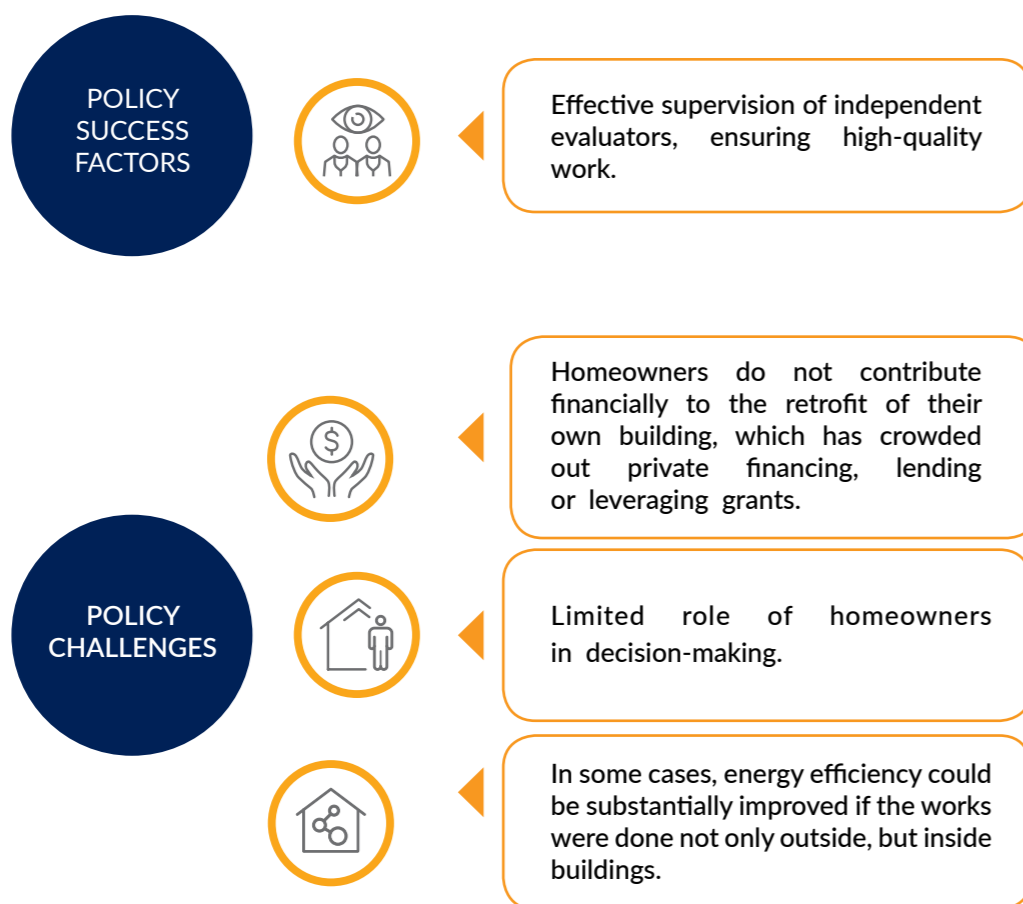 POLICY
SUCCESS
FACTORS
Effective supervision of independent
evaluators, ensuring high-quality
work.
POLICY
CHALLENGES
$
Homeowners do not contribute
financially to the retrofit of their
own building, which has crowded
out private financing, lending
or leveraging grants.
Limited role of homeowners
in decision-making.
In some cases, energy efficiency could
be substantially improved if the works
were done not only outside, but inside
buildings.